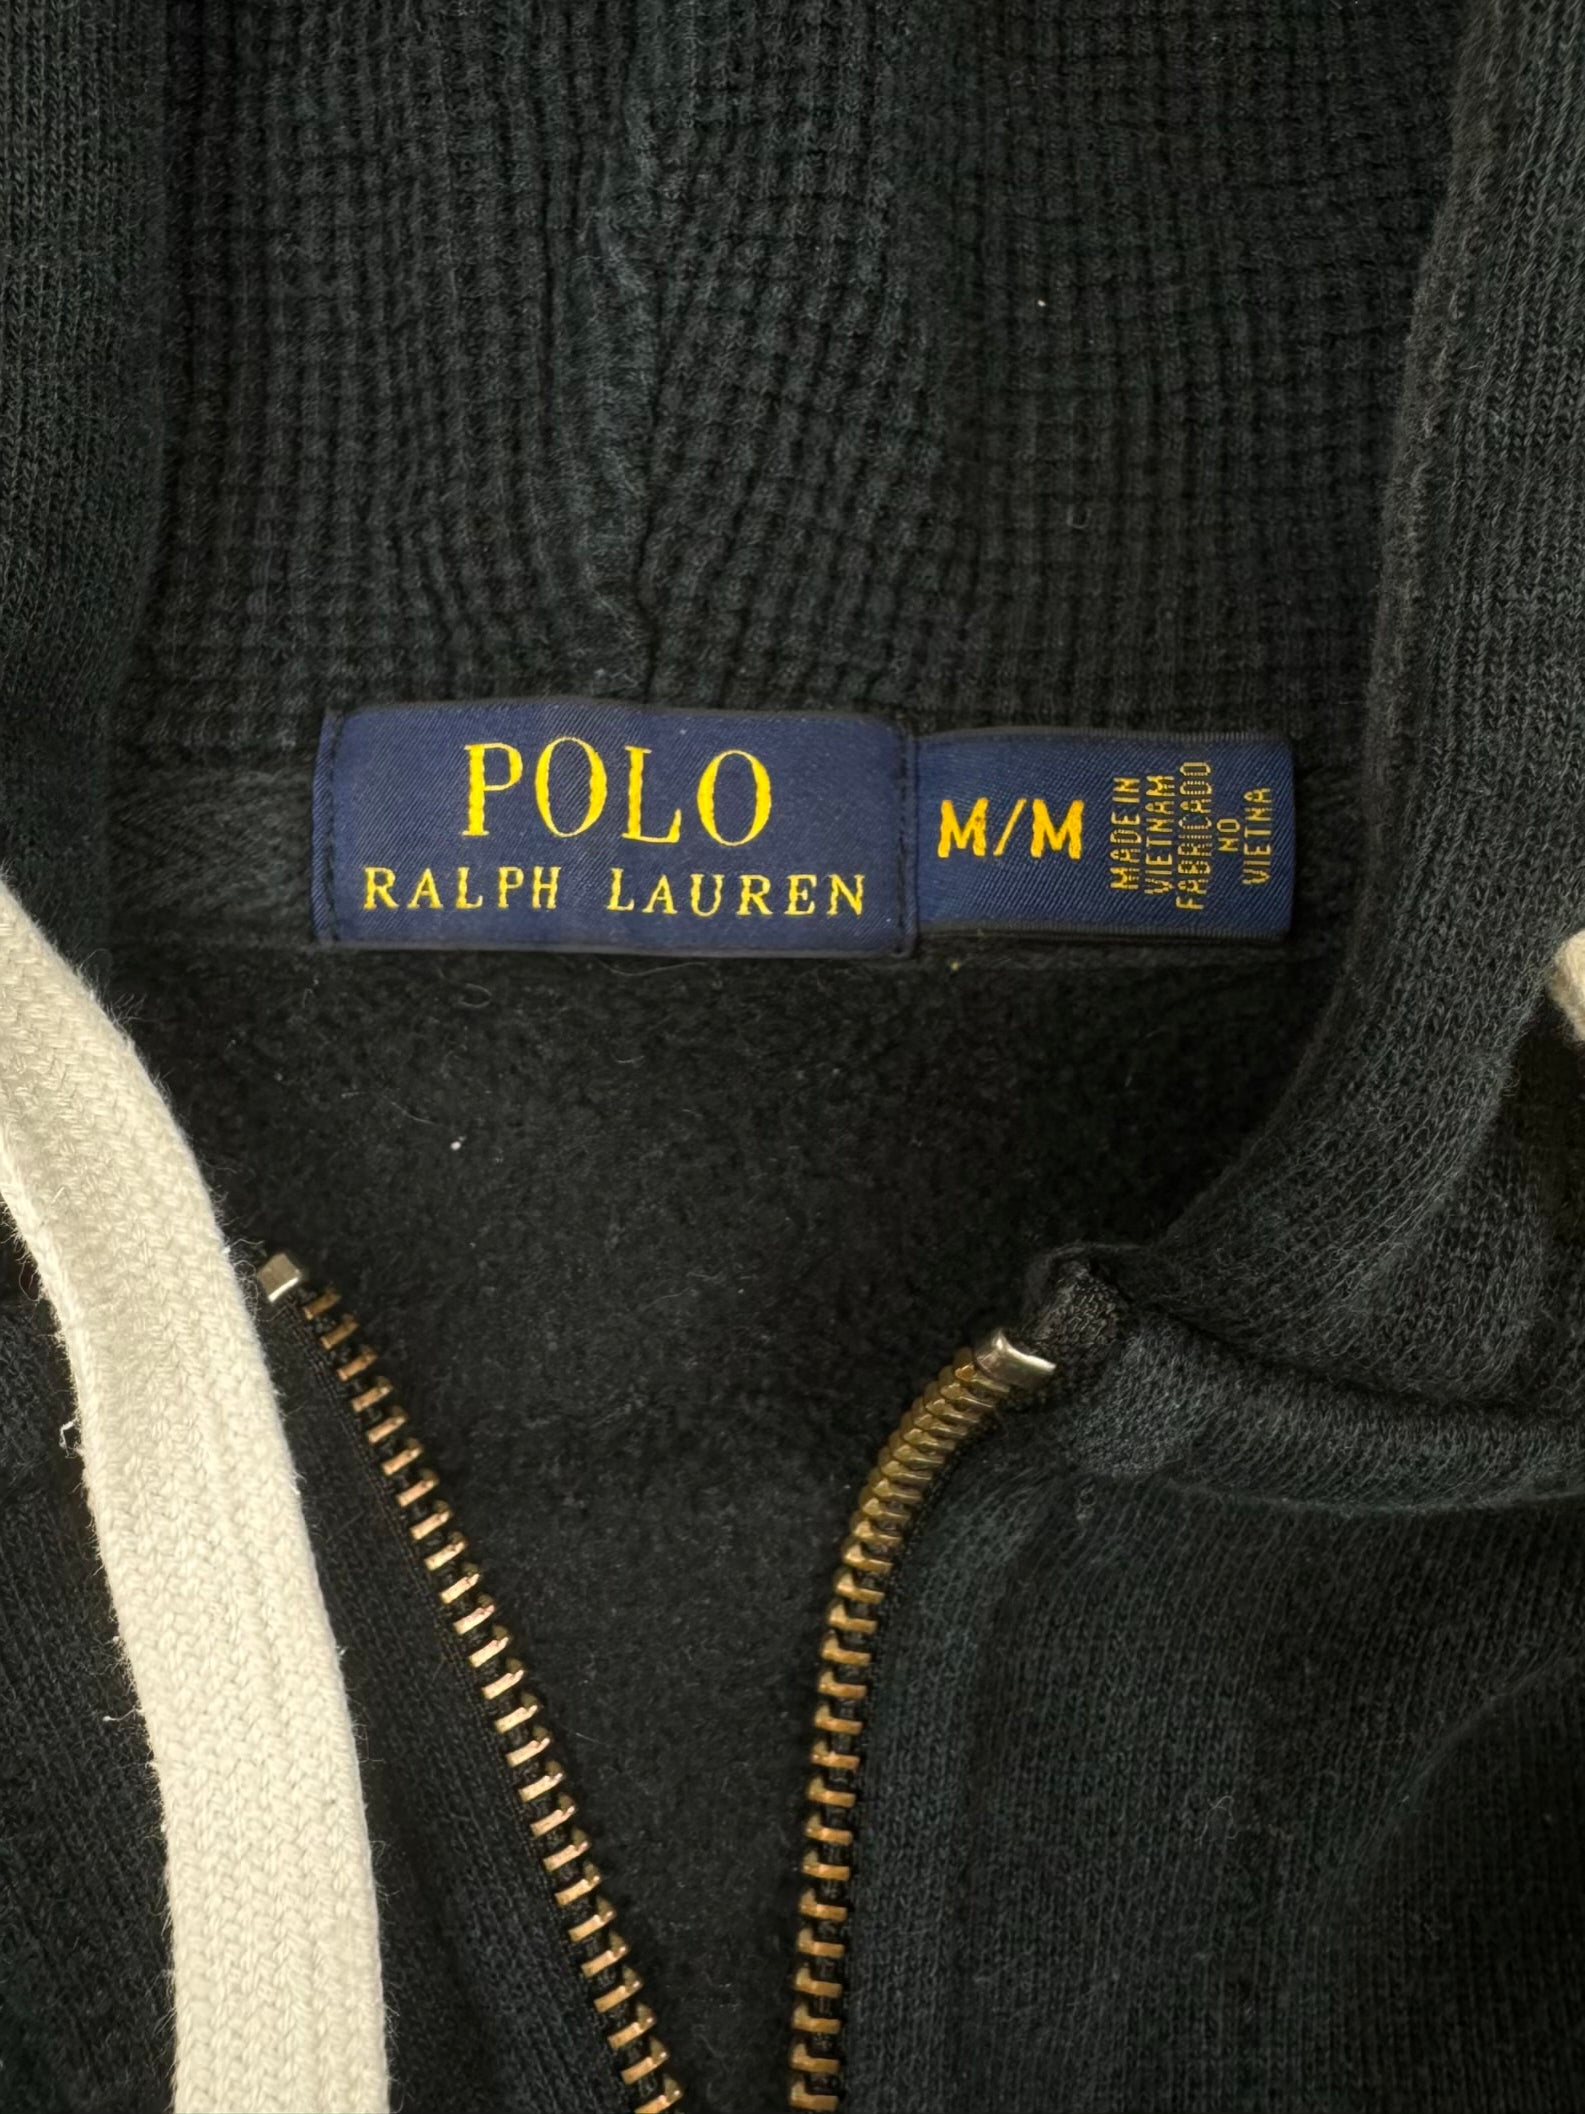 POLO
RALPH LAUREN
M/M
MADE IN
VIETNAM
FABRICADO
NO
VIETNA